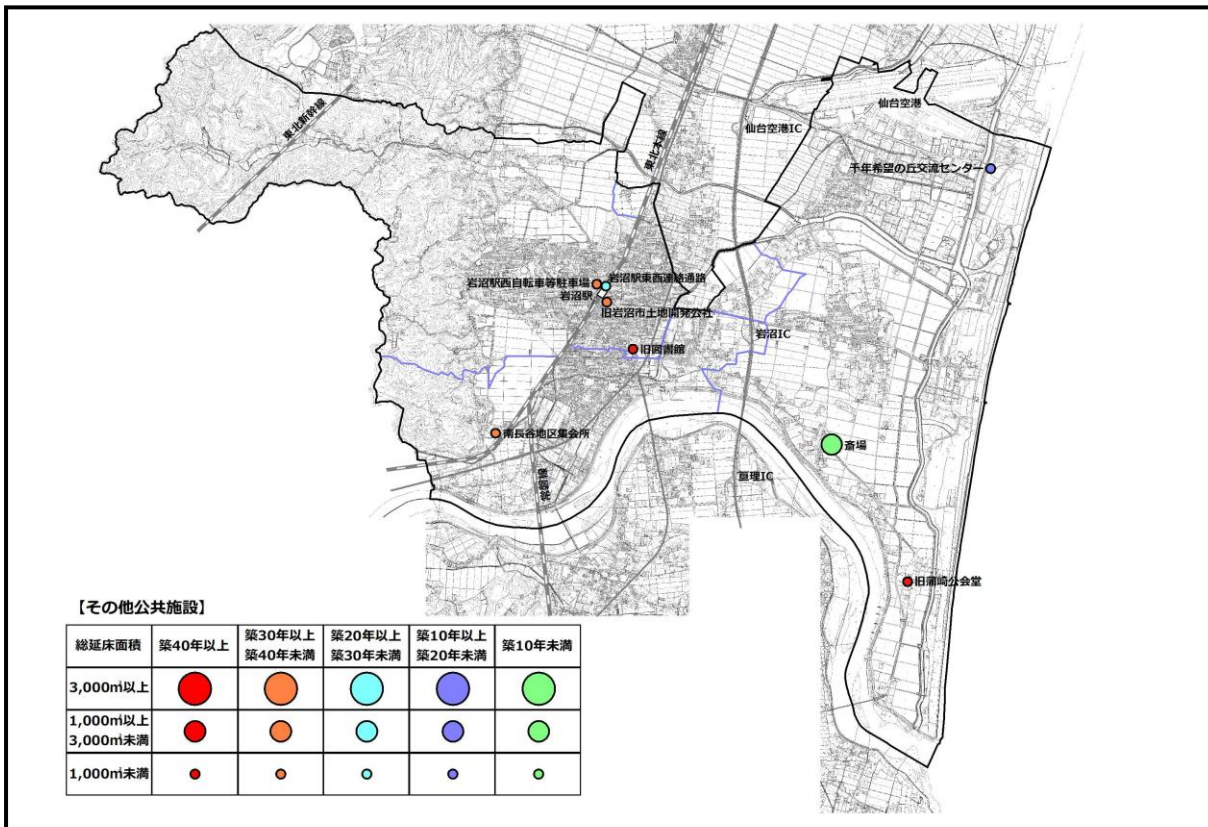 仙台空港
東北新幹線
東北本線
仙台空港IC
千年希望の丘交流センター
岩沼駅東西連絡通路
岩沼駅西自転車等駐車場
岩沼駅
旧岩沼市土地開発公社
岩沼IC
旧図書館
南長谷地区集会所
斎場
常磐線
亘理IC
旧蒲崎公会堂
【その他公共施設】
総延床面積 築40年以上 築30年以上 築40年未満 築20年以上 築30年未満 築10年以上 築20年未満 築10年未満
3,000㎡以上
1,000㎡以上
3,000㎡未満
1,000㎡未満